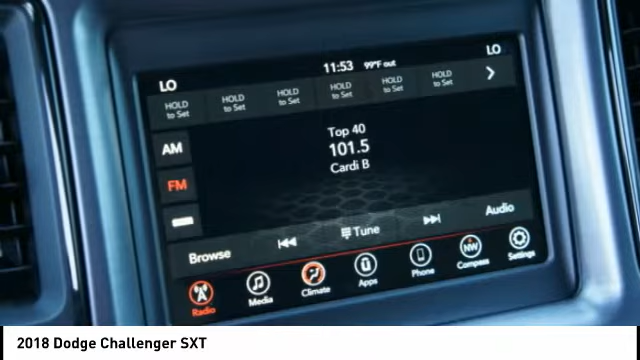 LO 11:53 99°F out LO
HOLD to Set HOLD to Set HOLD to Set HOLD to Set HOLD to Set HOLD to Set
AM
FM
Top 40
101.5
Cardi B
Browse Tune Audio
Radio Media Climate Apps Phone NW Compass Settings
2018 Dodge Challenger SXT